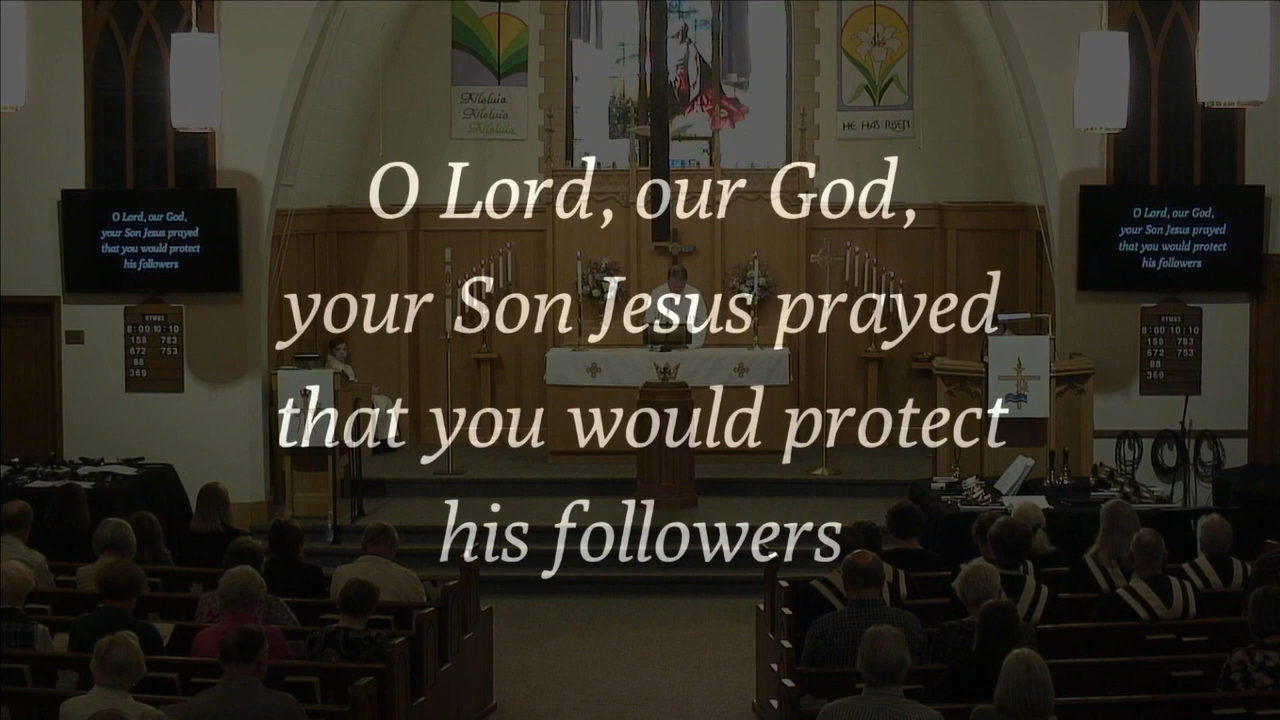 Alleluia
Alleluia
Alleluia
HE HAS RISEN
O Lord, our God,
your Son Jesus prayed
that you would protect
his followers
O Lord, our God,
your Son Jesus prayed
that you would protect
his followers
O Lord, our God,
your Son Jesus prayed
that you would protect
his followers
HYMNS
8:00 10:10
158 783
672 753
88
369
HYMNS
8:00 10:10
158 783
672 753
88
369